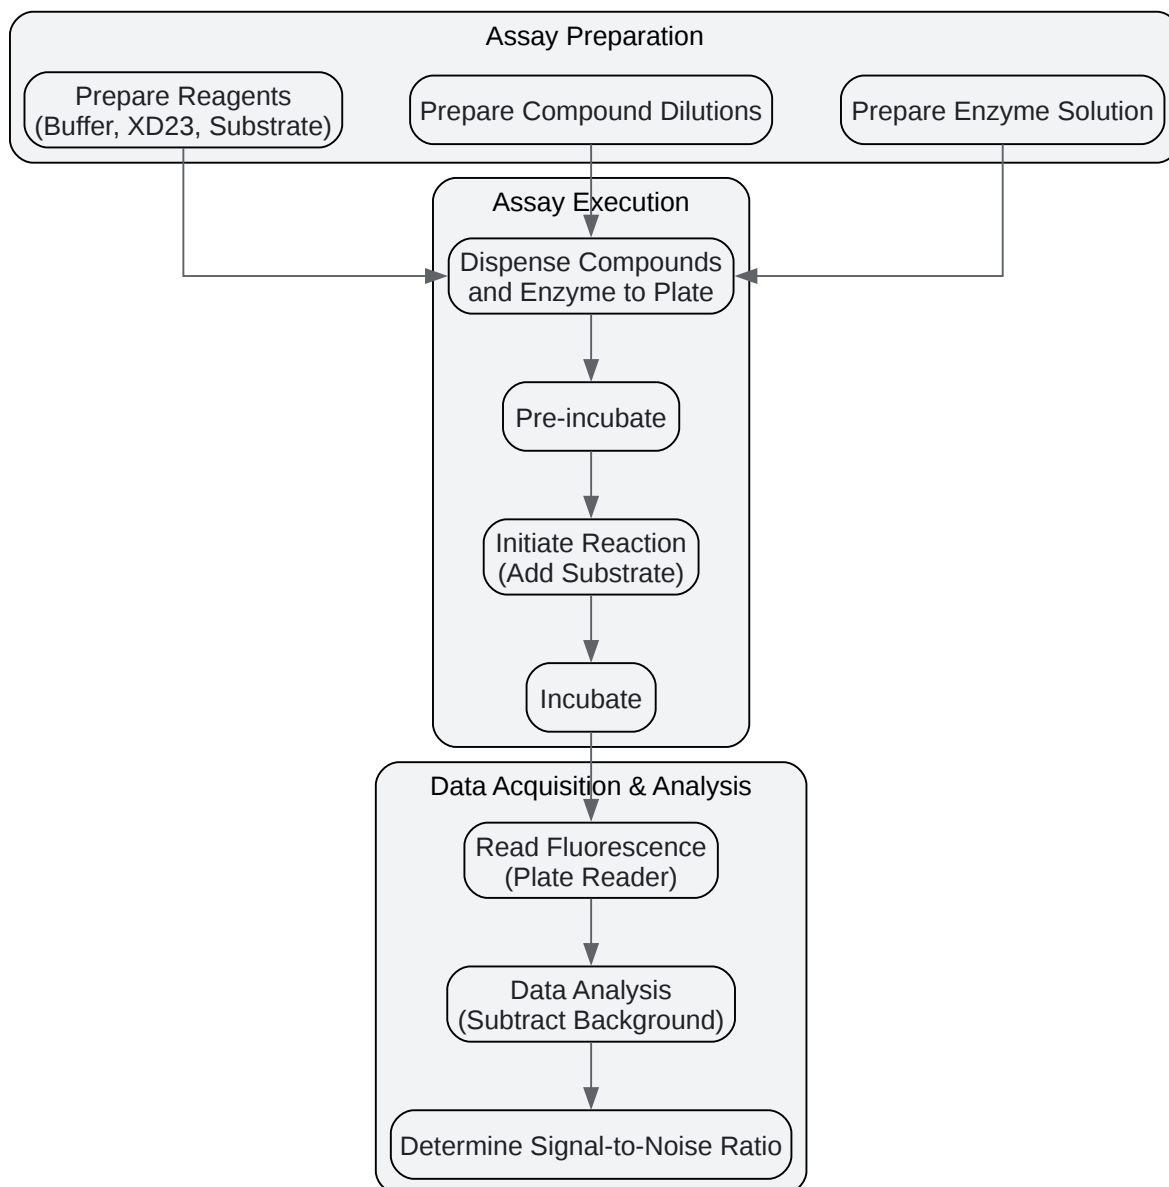 Assay Preparation
Prepare Reagents
(Buffer, XD23, Substrate)
Prepare Compound Dilutions
Prepare Enzyme Solution
Assay Execution
Dispense Compounds
and Enzyme to Plate
Pre-incubate
Initiate Reaction
(Add Substrate)
Incubate
Data Acquisition & Analysis
Read Fluorescence
(Plate Reader)
Data Analysis
(Subtract Background)
Determine Signal-to-Noise Ratio